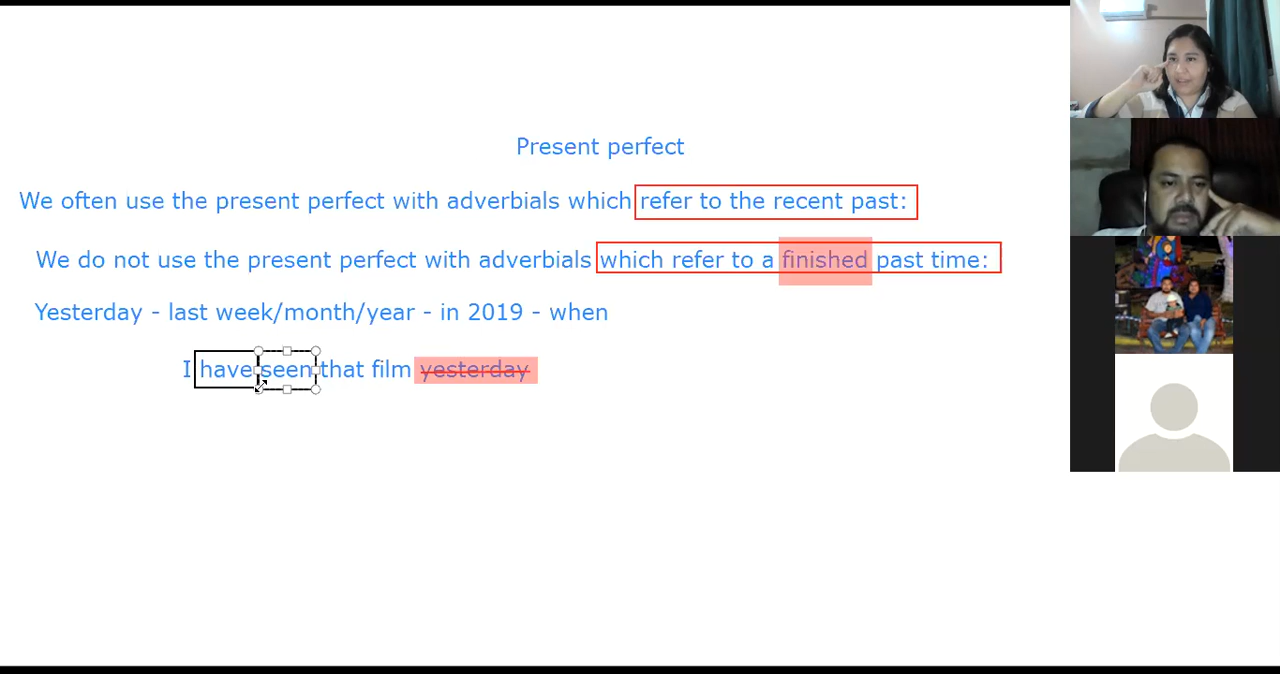 Present perfect
We often use the present perfect with adverbials which refer to the recent past:
We do not use the present perfect with adverbials which refer to a finished past time:
Yesterday - last week/month/year - in 2019 - when
I have seen that film yesterday